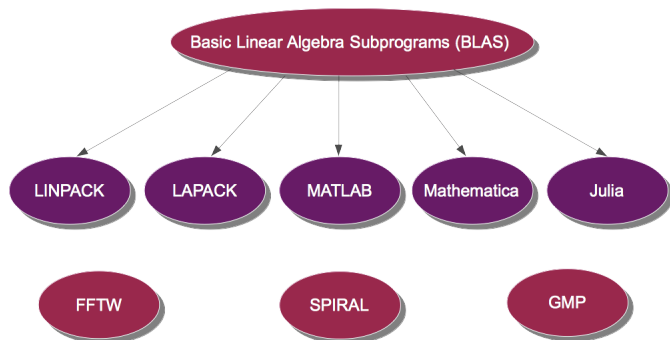 Basic Linear Algebra Subprograms (BLAS)
LINPACK
LAPACK
MATLAB
Mathematica
Julia
FFTW
SPIRAL
GMP